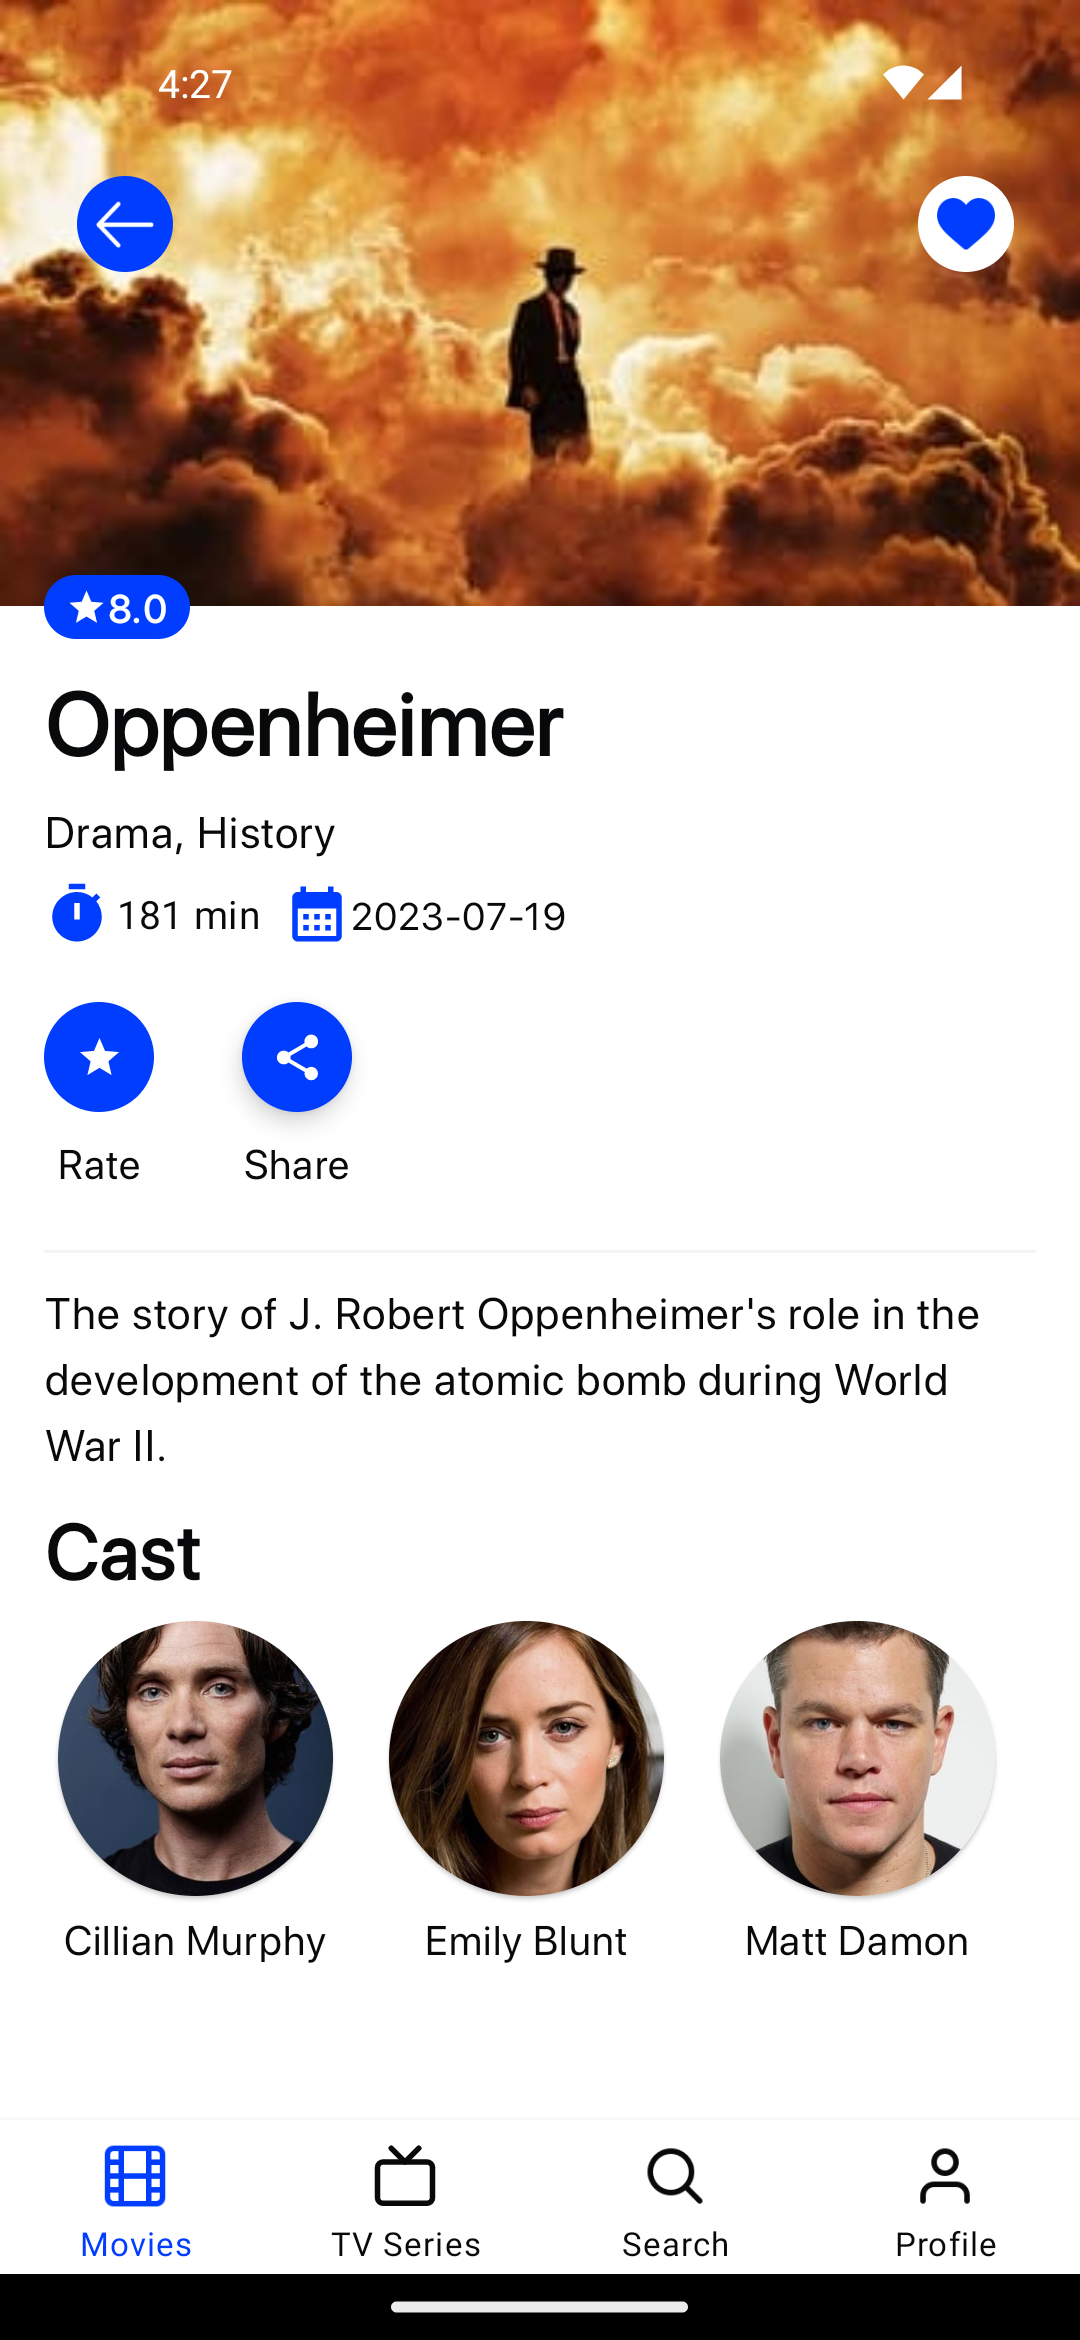 4:27
8.0
Oppenheimer
Drama, History
181 min 2023-07-19
Rate Share
The story of J. Robert Oppenheimer's role in the
development of the atomic bomb during World
War II.
Cast
Cillian Murphy Emily Blunt Matt Damon
Movies TV Series Search Profile